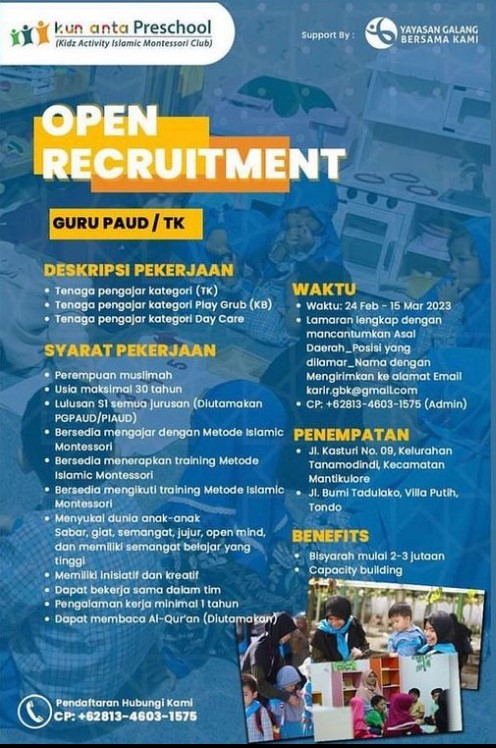 kun anta Preschool
(Kidz Activity Islamic Montessori Club)
Support By :
YAYASAN GALANG
BERSAMA KAMI
OPEN
RECRUITMENT
GURU PAUD / TK
DESKRIPSI PEKERJAAN
• Tenaga pengajar kategori (TK)
• Tenaga pengajar kategori Play Grub (KB)
• Tenaga pengajar kategori Day Care
SYARAT PEKERJAAN
• Perempuan muslimah
• Usia maksimal 30 tahun
• Lulusan S1 semua jurusan (Diutamakan
PGPAUD/PIAUD)
• Bersedia mengajar dengan Metode Islamic
Montessori
• Bersedia menerapkan training Metode
Islamic Montessori
• Bersedia mengikuti training Metode Islamic
Montessori
• Menyukai dunia anak-anak
Sabar, giat, semangat, jujur, open mind,
dan memiliki semangat belajar yang
tinggi
• Memiliki inisiatif dan kreatif
• Dapat bekerja sama dalam tim
• Pengalaman kerja minimal 1 tahun
• Dapat membaca Al-Qur'an (Diutamakan)
WAKTU
• Waktu: 24 Feb - 15 Mar 2023
• Lamaran lengkap dengan
mencantumkan Asal
Daerah_Posisi yang
dilamar_Nama dengan
Mengirimkan ke alamat Email
karir.gbk@gmail.com
• CP: +62813-4603-1575 (Admin)
PENEMPATAN
• Jl. Kasturi No. 09, Kelurahan
Tanamodindi, Kecamatan
Mantikulore
• Jl. Bumi Tadulako, Villa Putih,
Tondo
BENEFITS
• Bisyarah mulai 2-3 jutaan
• Capacity building
Pendaftaran Hubungi Kami
CP: +62813-4603-1575